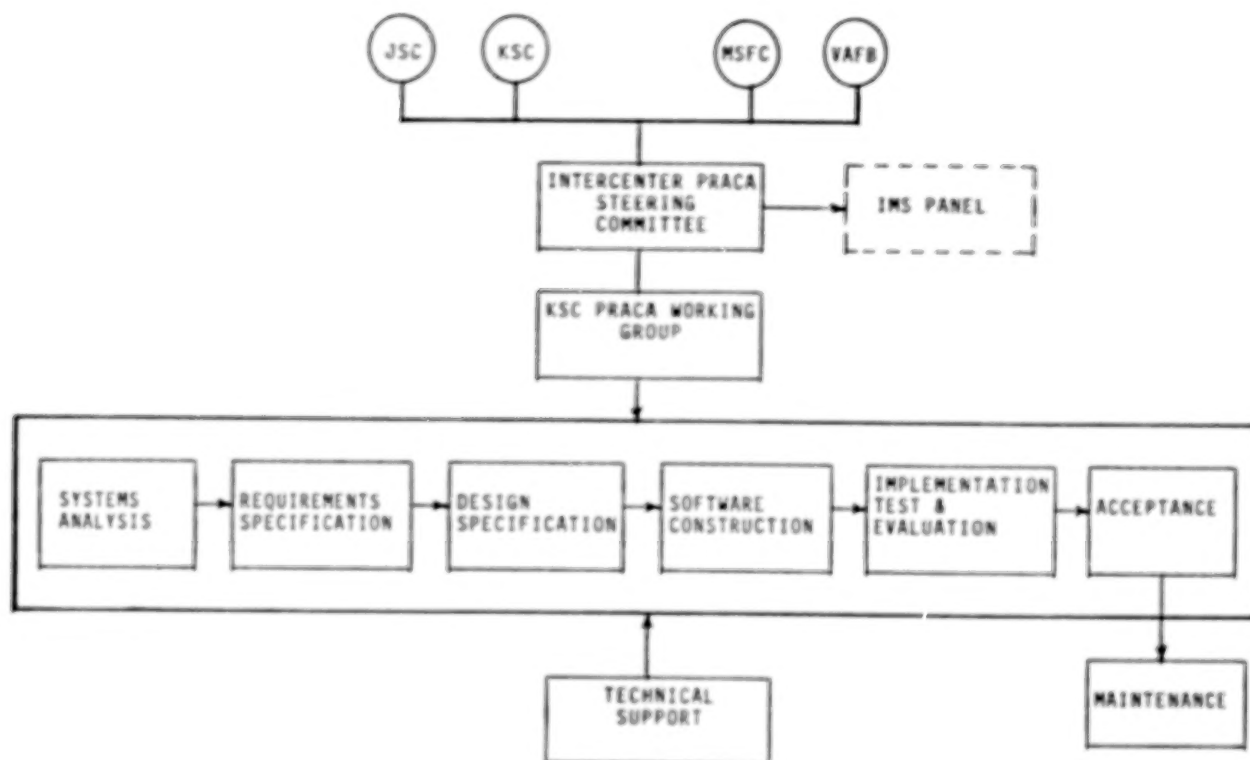 JSC
KSC
MSFC
VAFB
INTERCENTER PRACA
STEERING
COMMITTEE
IMS PANEL
KSC PRACA WORKING
GROUP
SYSTEMS
ANALYSIS
REQUIREMENTS
SPECIFICATION
DESIGN
SPECIFICATION
SOFTWARE
CONSTRUCTION
IMPLEMENTATION
TEST &
EVALUATION
ACCEPTANCE
TECHNICAL
SUPPORT
MAINTENANCE